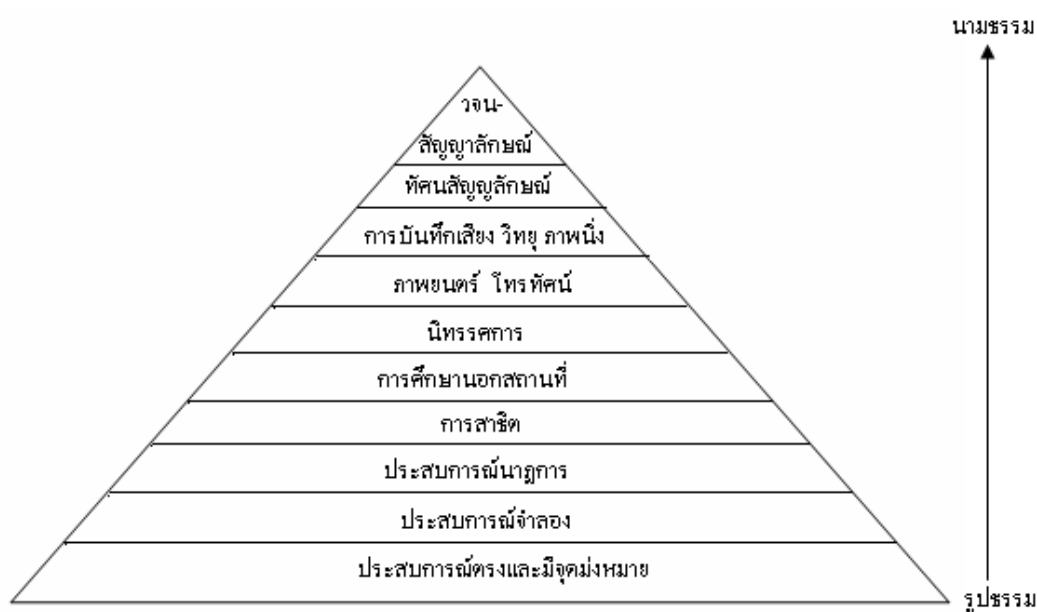 นามธรรม
วจน-
สัญญาลักษณ์
ทัศนสัญญลักษณ์
การบันทึกเสียง วิทยุ ภาพนิ่ง
ภาพยนตร์ โทรทัศน์
นิทรรศการ
การศึกษานอกสถานที่
การสาธิต
ประสบการณ์นาฏการ
ประสบการณ์จำลอง
ประสบการณ์ตรงและมีจุดมุ่งหมาย
รูปธรรม